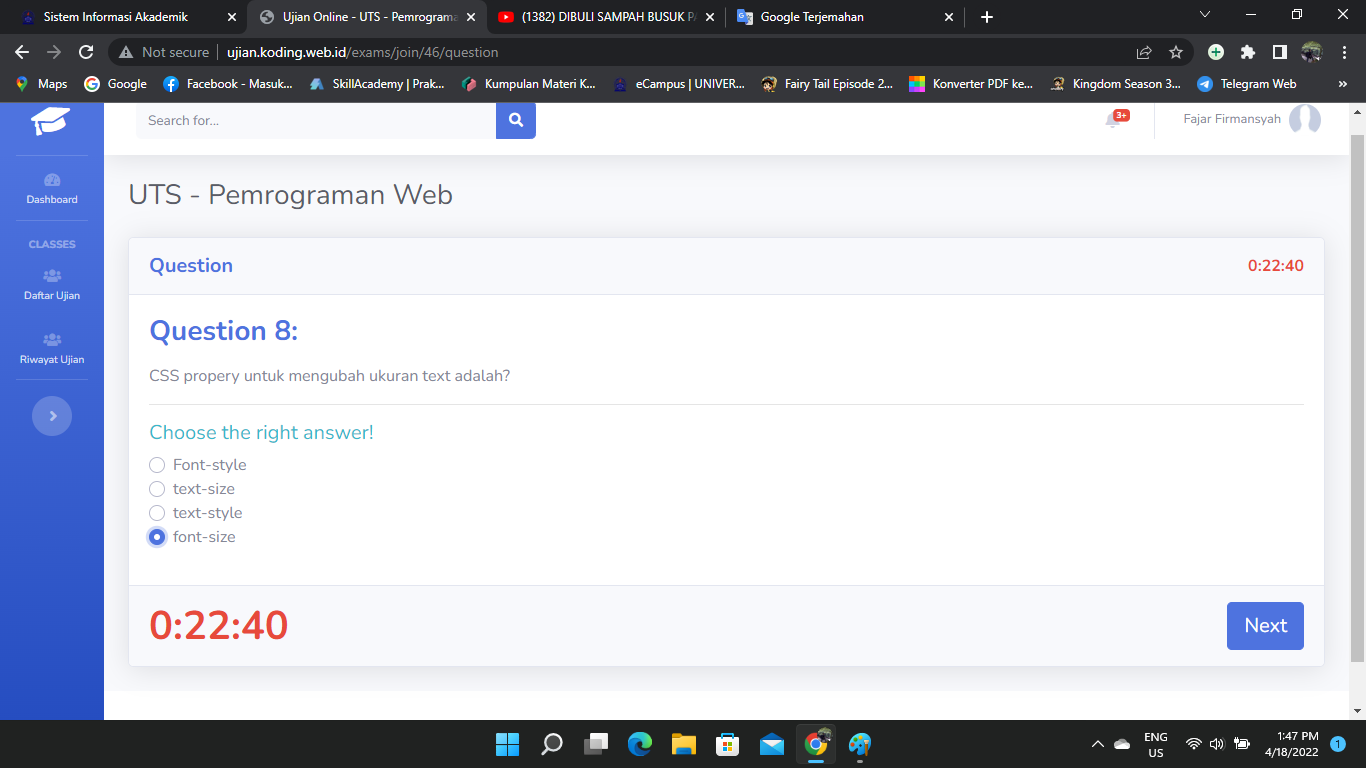 Sistem Informasi Akademik
Ujian Online - UTS - Pemrograma
(1382) DIBULI SAMPAH BUSUK P
Google Terjemahan
Not secure
ujian.koding.web.id/exams/join/46/question
Maps
Google
Facebook - Masuk...
SkillAcademy | Prak...
Kumpulan Materi K...
eCampus | UNIVER...
Fairy Tail Episode 2...
Konverter PDF ke...
Kingdom Season 3...
Telegram Web
»
Search for...
3+
Fajar Firmansyah
Dashboard
CLASSES
Daftar Ujian
Riwayat Ujian
UTS - Pemrograman Web
Question
0:22:40
Question 8:
CSS propery untuk mengubah ukuran text adalah?
Choose the right answer!
Font-style
text-size
text-style
font-size
0:22:40
Next
ENG
US
1:47 PM
4/18/2022
1